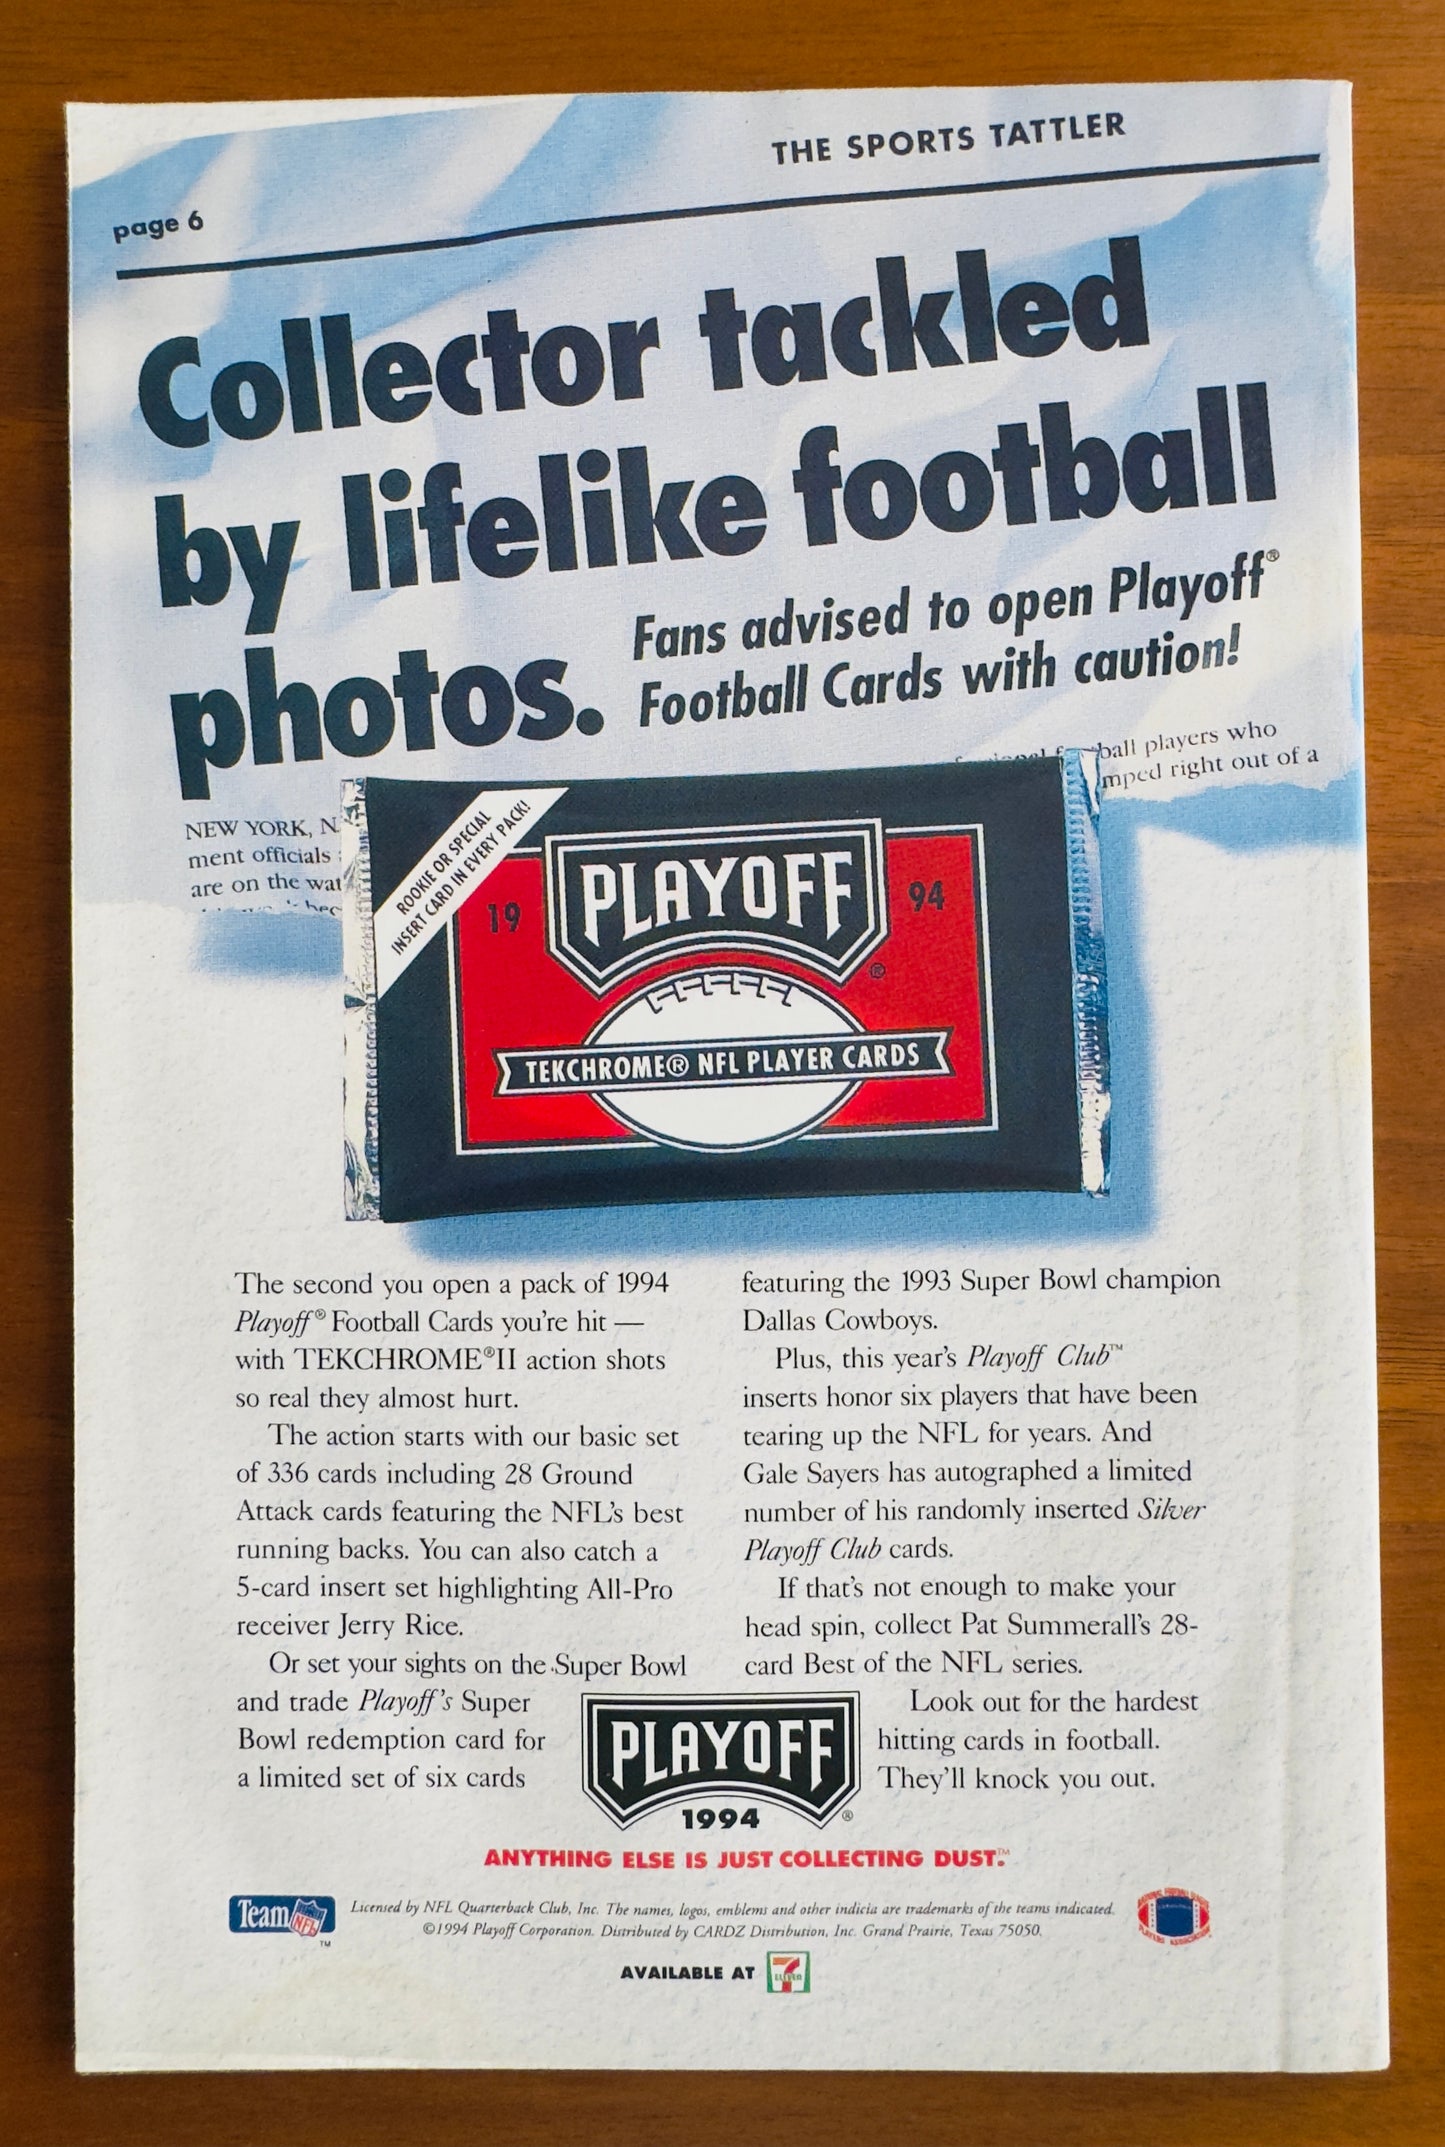 THE SPORTS TATTLER
page 6
Collector tackled
by lifelike football
photos.
Fans advised to open Playoff®
Football Cards with caution!
ball players who
right out of a
NEW YORK, N
ment officials
are on the wat
ROOKIE OR SPECIAL
INSERT CARD IN EVERY PACK!
19
PLAYOFF
94
®
TEKCHROME® NFL PLAYER CARDS
The second you open a pack of 1994
Playoff® Football Cards you're hit —
with TEKCHROME®II action shots
so real they almost hurt.
The action starts with our basic set
of 336 cards including 28 Ground
Attack cards featuring the NFL's best
running backs. You can also catch a
5-card insert set highlighting All-Pro
receiver Jerry Rice.
Or set your sights on the Super Bowl
and trade Playoff's Super
Bowl redemption card for
a limited set of six cards
featuring the 1993 Super Bowl champion
Dallas Cowboys.
Plus, this year's Playoff Club™
inserts honor six players that have been
tearing up the NFL for years. And
Gale Sayers has autographed a limited
number of his randomly inserted Silver
Playoff Club cards.
If that's not enough to make your
head spin, collect Pat Summerall's 28-
card Best of the NFL series.
Look out for the hardest
hitting cards in football.
They'll knock you out.
PLAYOFF
1994
®
ANYTHING ELSE IS JUST COLLECTING DUST.™
Team NFL
™
Licensed by NFL Quarterback Club, Inc. The names, logos, emblems and other indicia are trademarks of the teams indicated.
©1994 Playoff Corporation. Distributed by CARDZ Distribution, Inc. Grand Prairie, Texas 75050.
AVAILABLE AT
7 ELEVEN